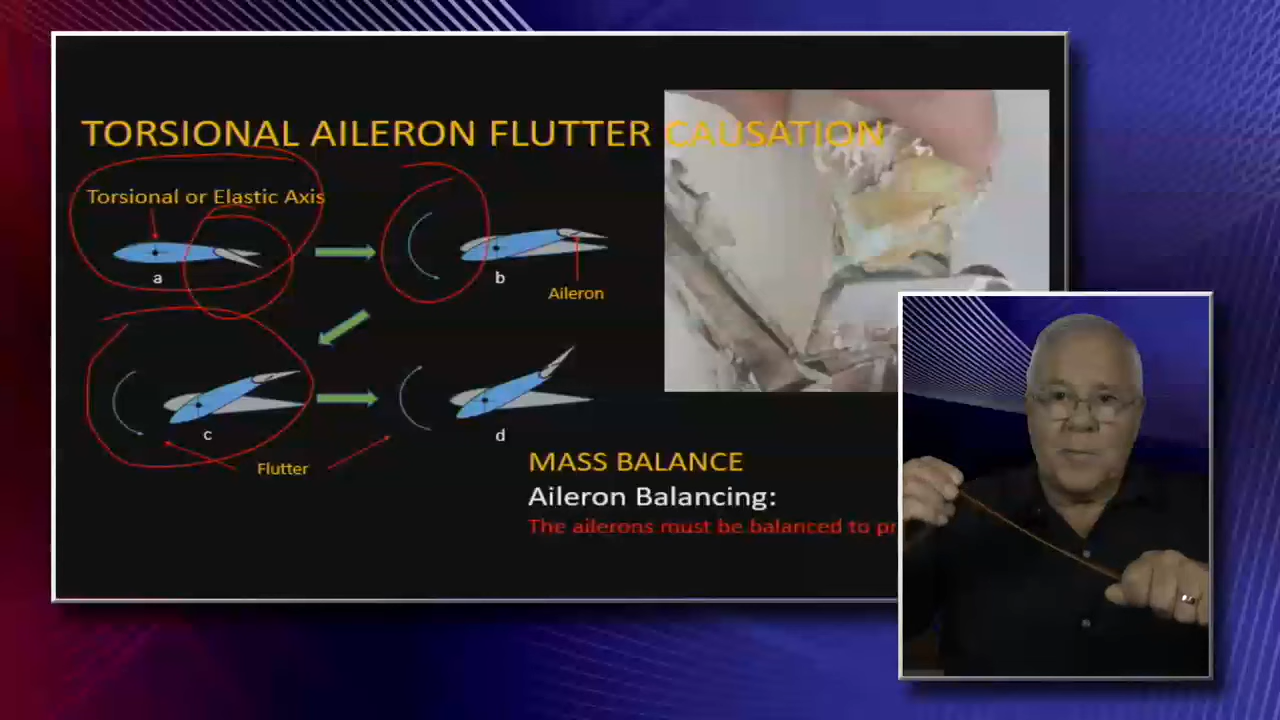 TORSIONAL AILERON FLUTTER CAUSATION
Torsional or Elastic Axis
a
b
Aileron
c
d
Flutter
MASS BALANCE
Aileron Balancing:
The ailerons must be balanced to